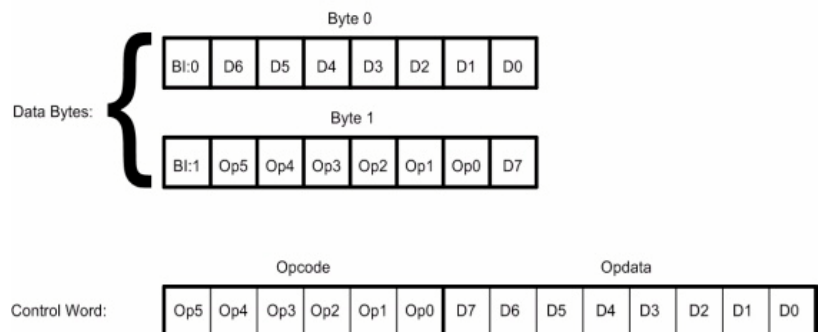 Byte 0
BI:0 D6 D5 D4 D3 D2 D1 D0
Data Bytes:
Byte 1
BI:1 Op5 Op4 Op3 Op2 Op1 Op0 D7
Opcode Opdata
Control Word: Op5 Op4 Op3 Op2 Op1 Op0 D7 D6 D5 D4 D3 D2 D1 D0